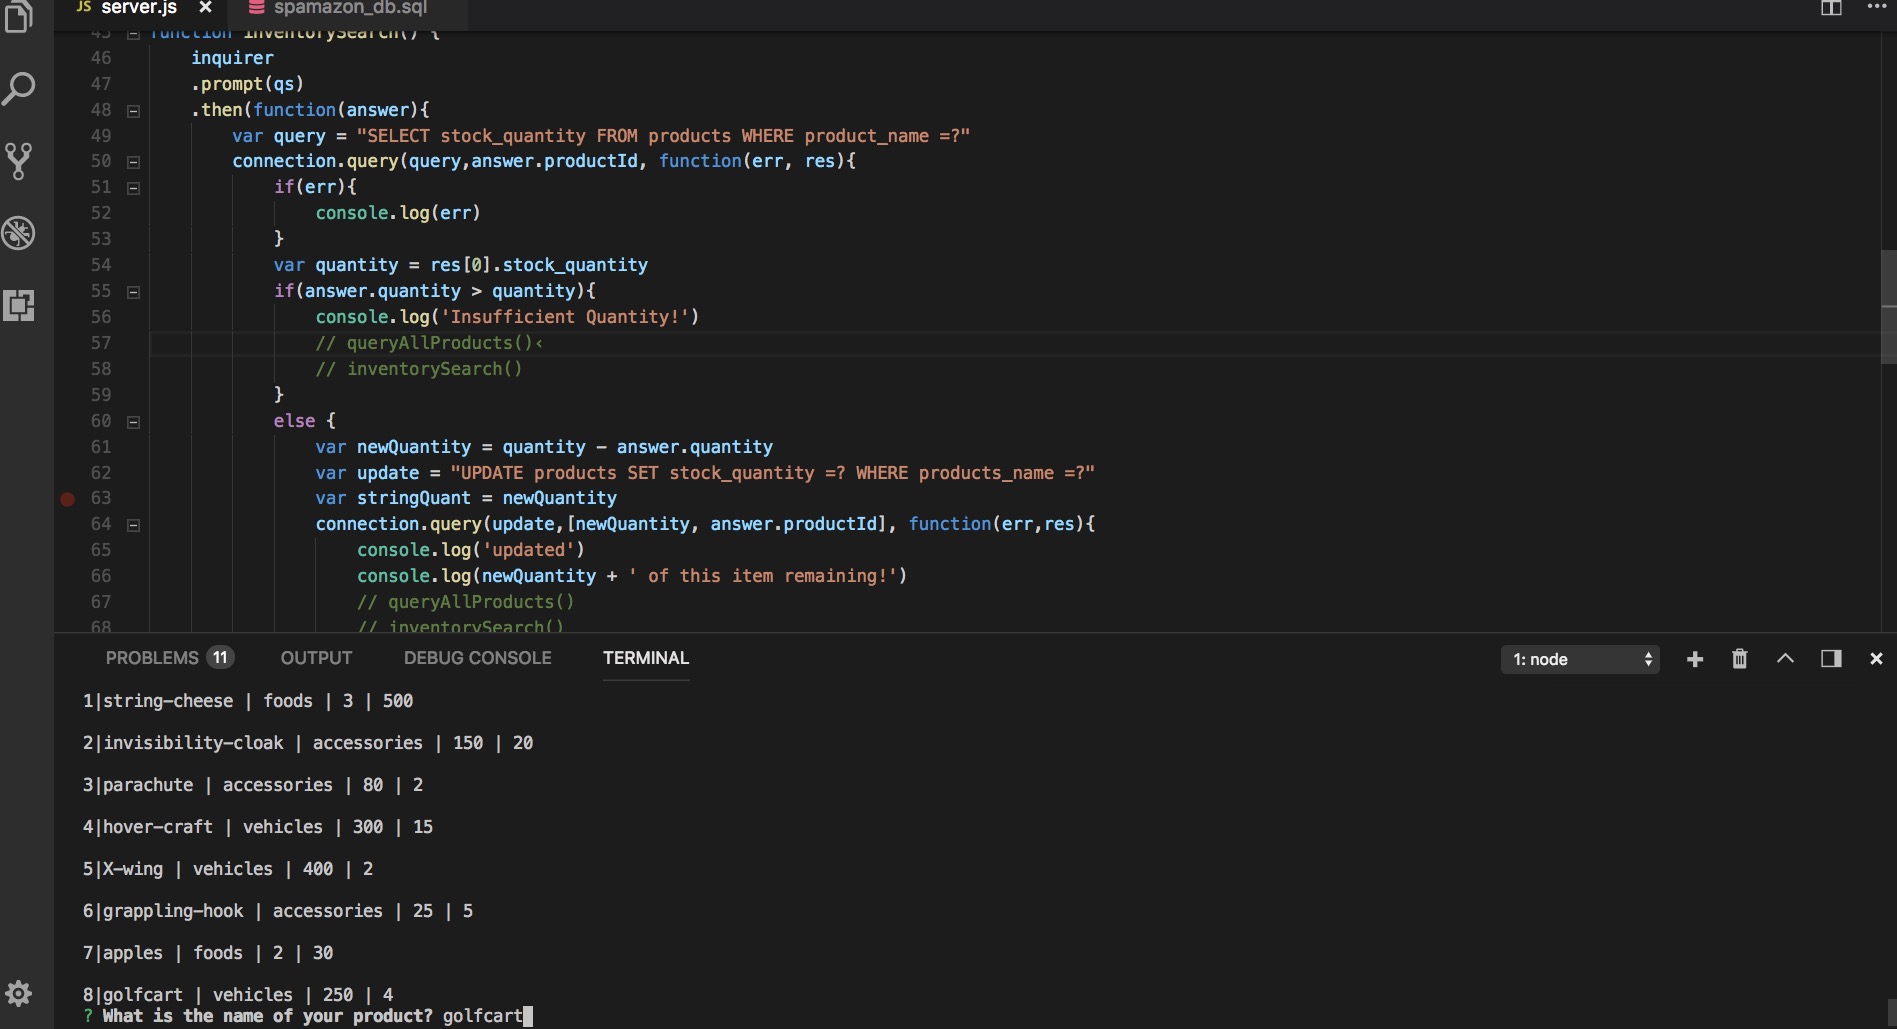 JS server.js × spamazon_db.sql
45 function inventorySearch() {
46 inquirer
47 .prompt(qs)
48 .then(function(answer){
49 var query = "SELECT stock_quantity FROM products WHERE product_name =?"
50 connection.query(query,answer.productId, function(err, res){
51 if(err){
52 console.log(err)
53 }
54 var quantity = res[0].stock_quantity
55 if(answer.quantity > quantity){
56 console.log('Insufficient Quantity!')
57 // queryAllProducts()‹
58 // inventorySearch()
59 }
60 else {
61 var newQuantity = quantity - answer.quantity
62 var update = "UPDATE products SET stock_quantity =? WHERE products_name =?"
63 var stringQuant = newQuantity
64 connection.query(update,[newQuantity, answer.productId], function(err,res){
65 console.log('updated')
66 console.log(newQuantity + ' of this item remaining!')
67 // queryAllProducts()
68 // inventorySearch()
PROBLEMS 11 OUTPUT DEBUG CONSOLE TERMINAL 1: node
1|string-cheese | foods | 3 | 500
2|invisibility-cloak | accessories | 150 | 20
3|parachute | accessories | 80 | 2
4|hover-craft | vehicles | 300 | 15
5|X-wing | vehicles | 400 | 2
6|grappling-hook | accessories | 25 | 5
7|apples | foods | 2 | 30
8|golfcart | vehicles | 250 | 4
? What is the name of your product? golfcart